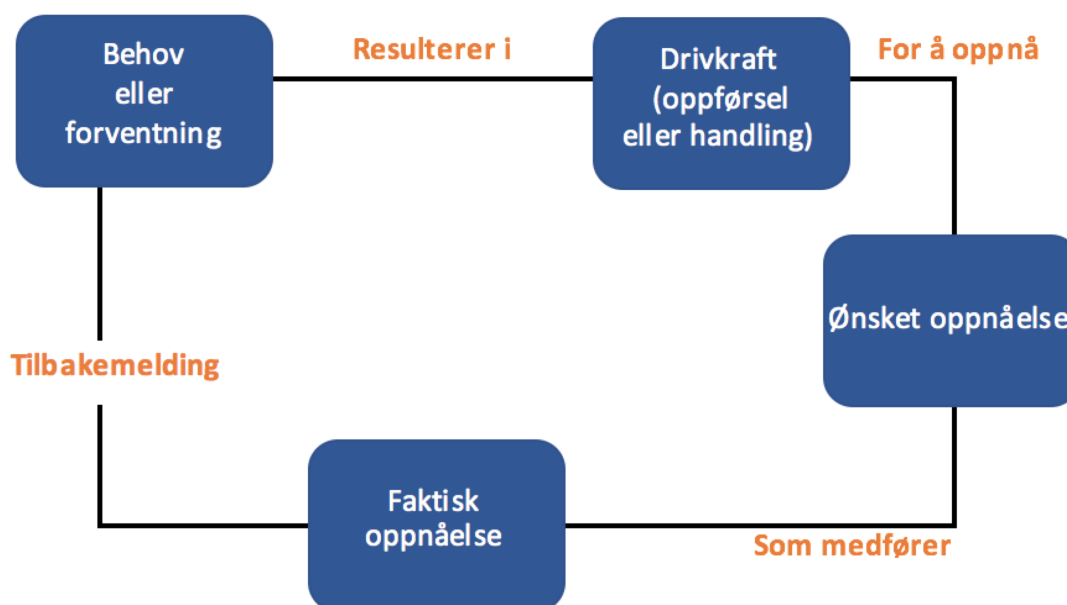 Behov
eller
forventning
Resulterer i
Drivkraft
(oppførsel
eller handling)
For å oppnå
Ønsket oppnåelse
Som medfører
Faktisk
oppnåelse
Tilbakemelding